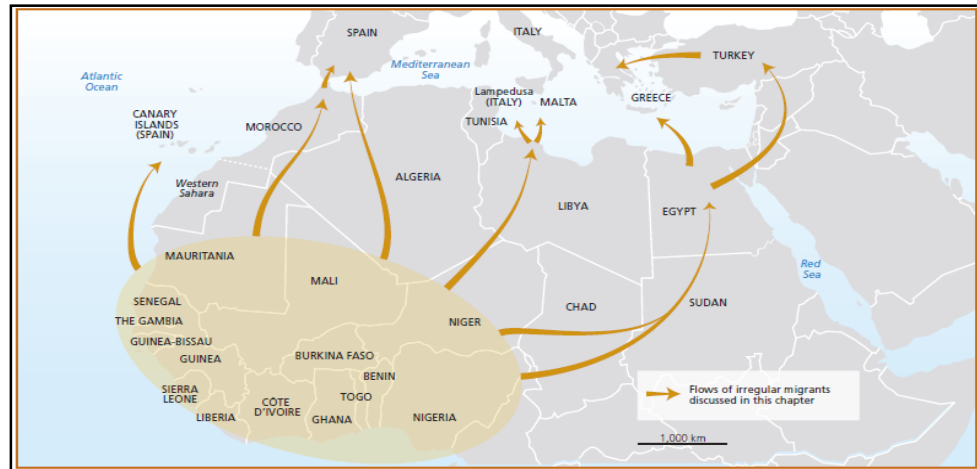 SPAIN
ITALY
TURKEY
Atlantic
Ocean
Mediterranean
Sea
Lampedusa
(ITALY)
MALTA
GREECE
CANARY
ISLANDS
(SPAIN)
MOROCCO
TUNISIA
Western
Sahara
ALGERIA
LIBYA
EGYPT
MAURITANIA
Red
Sea
MALI
SENEGAL
NIGER
CHAD
SUDAN
THE GAMBIA
GUINEA-BISSAU
GUINEA
BURKINA FASO
BENIN
SIERRA
LEONE
CÔTE
D'IVOIRE
TOGO
LIBERIA
GHANA
NIGERIA
Flows of irregular migrants
discussed in this chapter
1,000 km